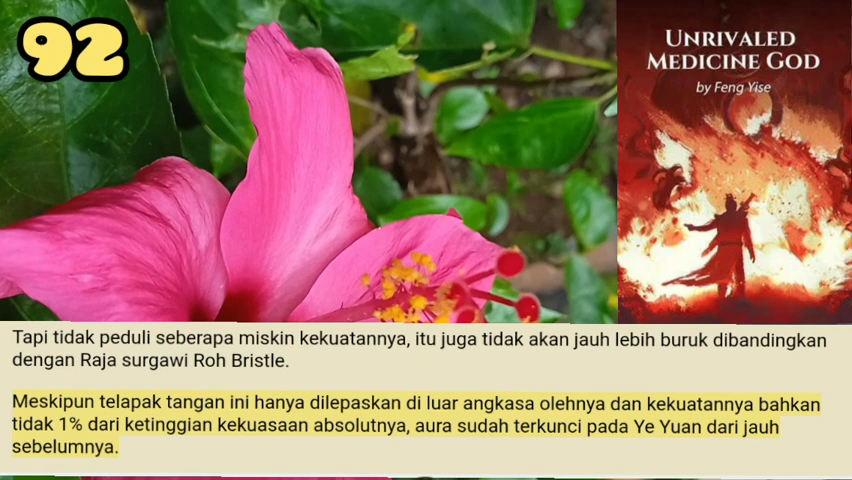 92
UNRIVALED
MEDICINE GOD
by Feng Yise
Tapi tidak peduli seberapa miskin kekuatannya, itu juga tidak akan jauh lebih buruk dibandingkan
dengan Raja surgawi Roh Bristle.
Meskipun telapak tangan ini hanya dilepaskan di luar angkasa olehnya dan kekuatannya bahkan
tidak 1% dari ketinggian kekuasaan absolutnya, aura sudah terkunci pada Ye Yuan dari jauh
sebelumnya.